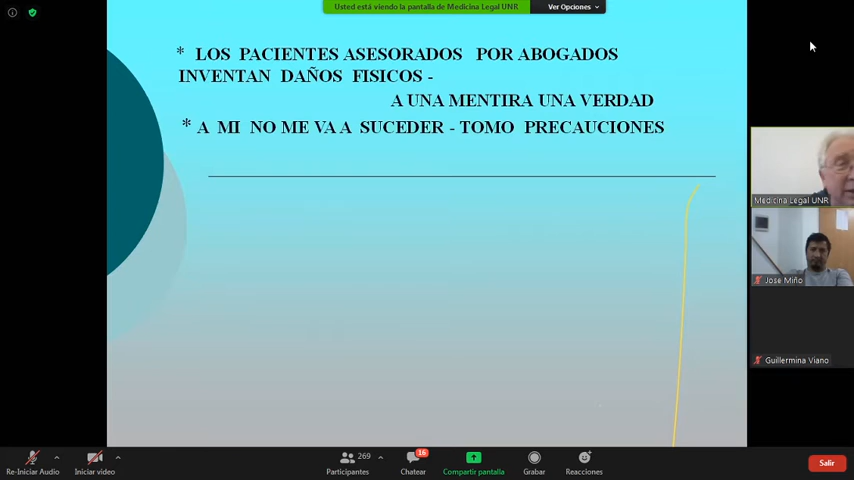 Usted está viendo la pantalla de Medicina Legal UNR
Ver Opciones
* LOS PACIENTES ASESORADOS POR ABOGADOS
INVENTAN DAÑOS FISICOS -
A UNA MENTIRA UNA VERDAD
* A MI NO ME VA A SUCEDER - TOMO PRECAUCIONES
Medicina Legal UNR
Jose Miño
Guillermina Viano
Re-Iniciar Audio
Iniciar video
Participantes
269
Chatear
16
Compartir pantalla
Grabar
Reacciones
Salir